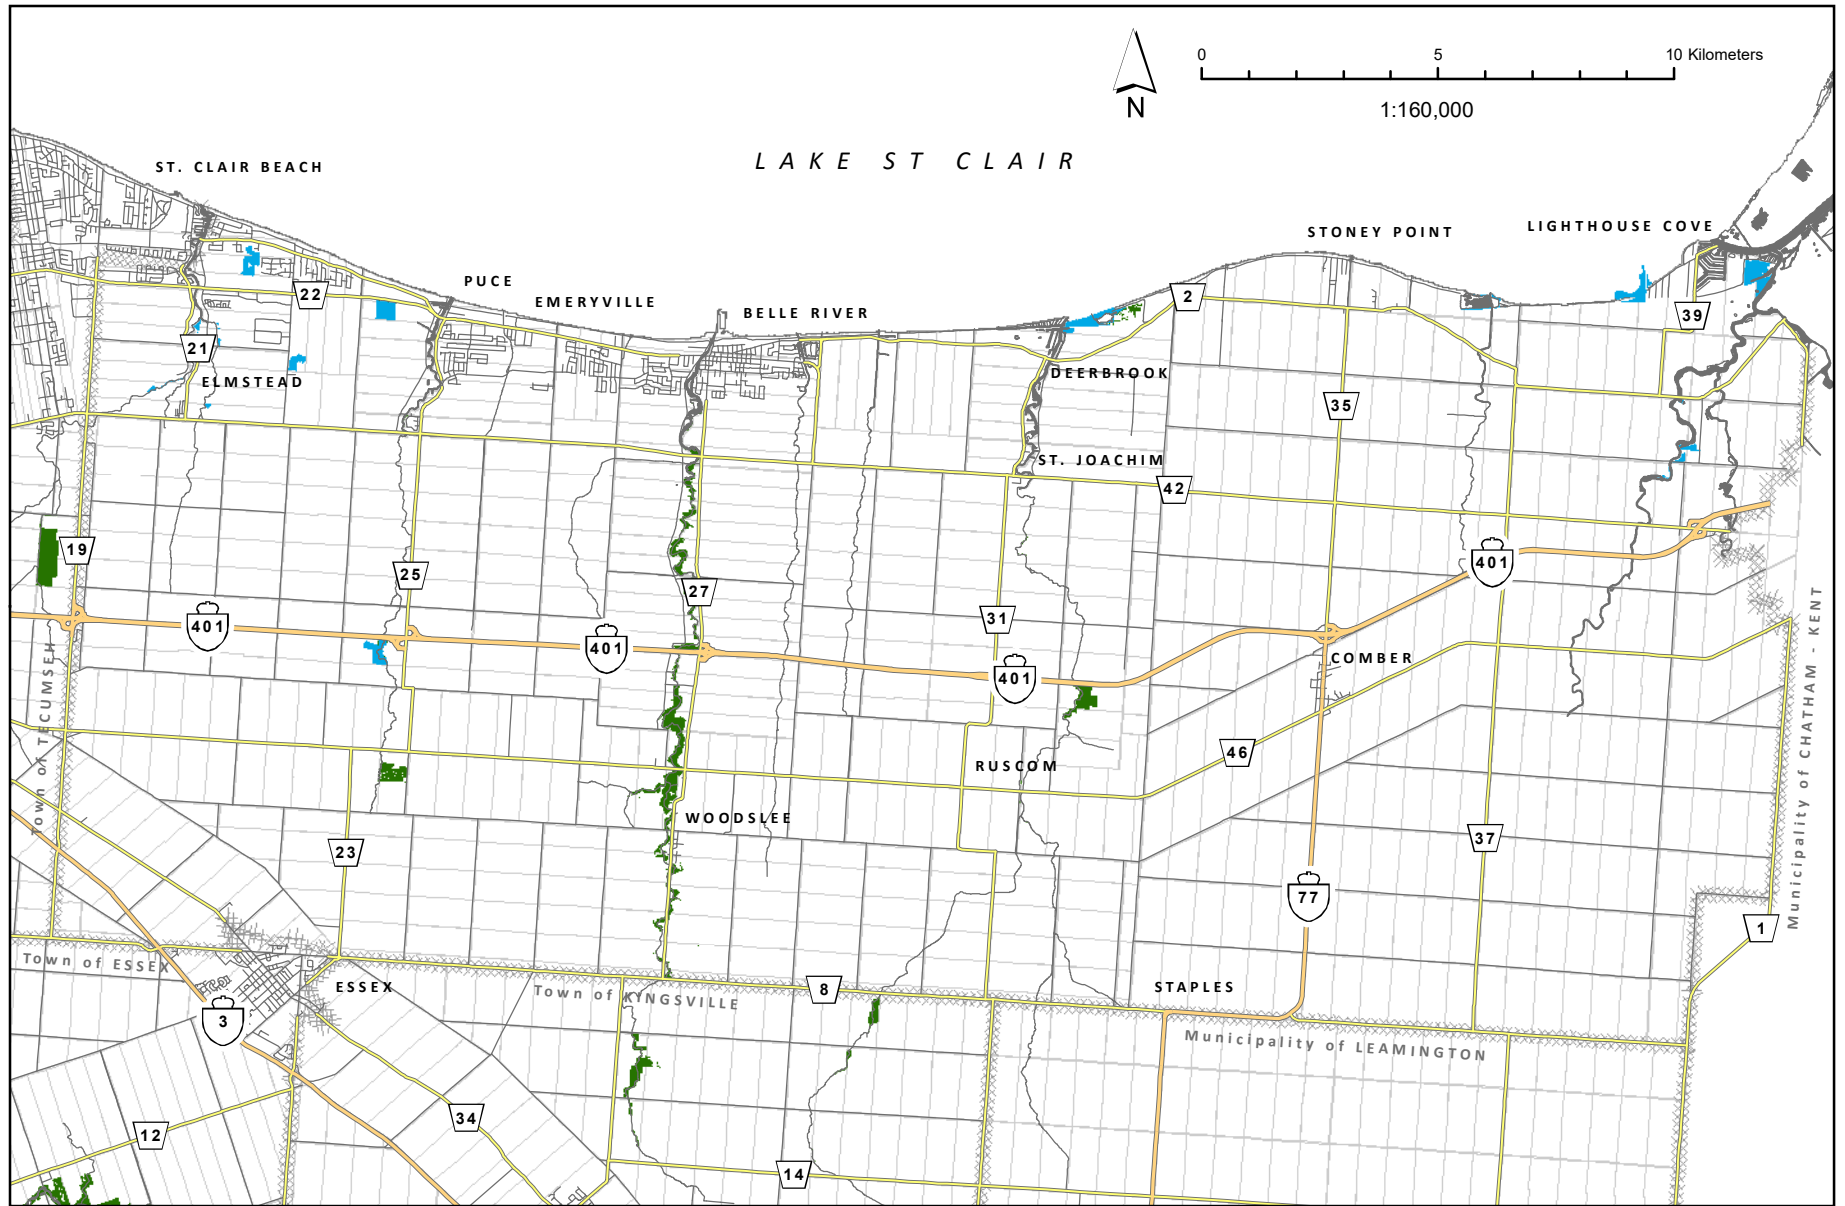 0 5 10 Kilometers
N
1:160,000
LAKE ST CLAIR
ST. CLAIR BEACH
STONEY POINT
LIGHTHOUSE COVE
PUCE
EMERYVILLE
BELLE RIVER
22
2
39
21
ELMSTEAD
DEERBROOK
35
ST. JOACHIM
42
19
25
27
401
31
401
401
401
COMBER
Town of TECUMSEH
Municipality of CHATHAM - KENT
46
RUSCOM
WOODSLEE
23
37
77
1
Town of ESSEX
ESSEX
Town of KINGSVILLE
8
STAPLES
3
Municipality of LEAMINGTON
34
12
14